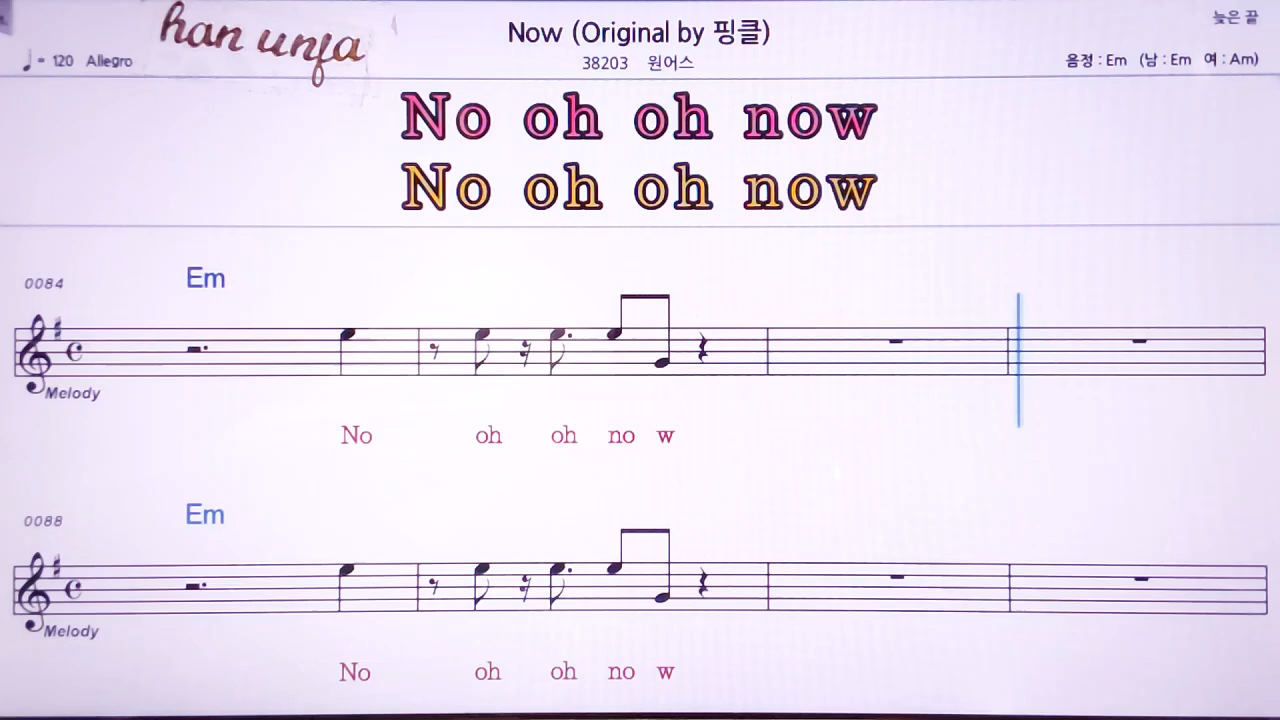 han unja
Now (Original by 핑클)
늦은 끝
♩ = 120 Allegro
38203 원어스
음정 : Em (남 : Em 여 : Am)
No oh oh now
No oh oh now
0084
Em
Melody
No oh oh no w
0088
Em
Melody
No oh oh no w